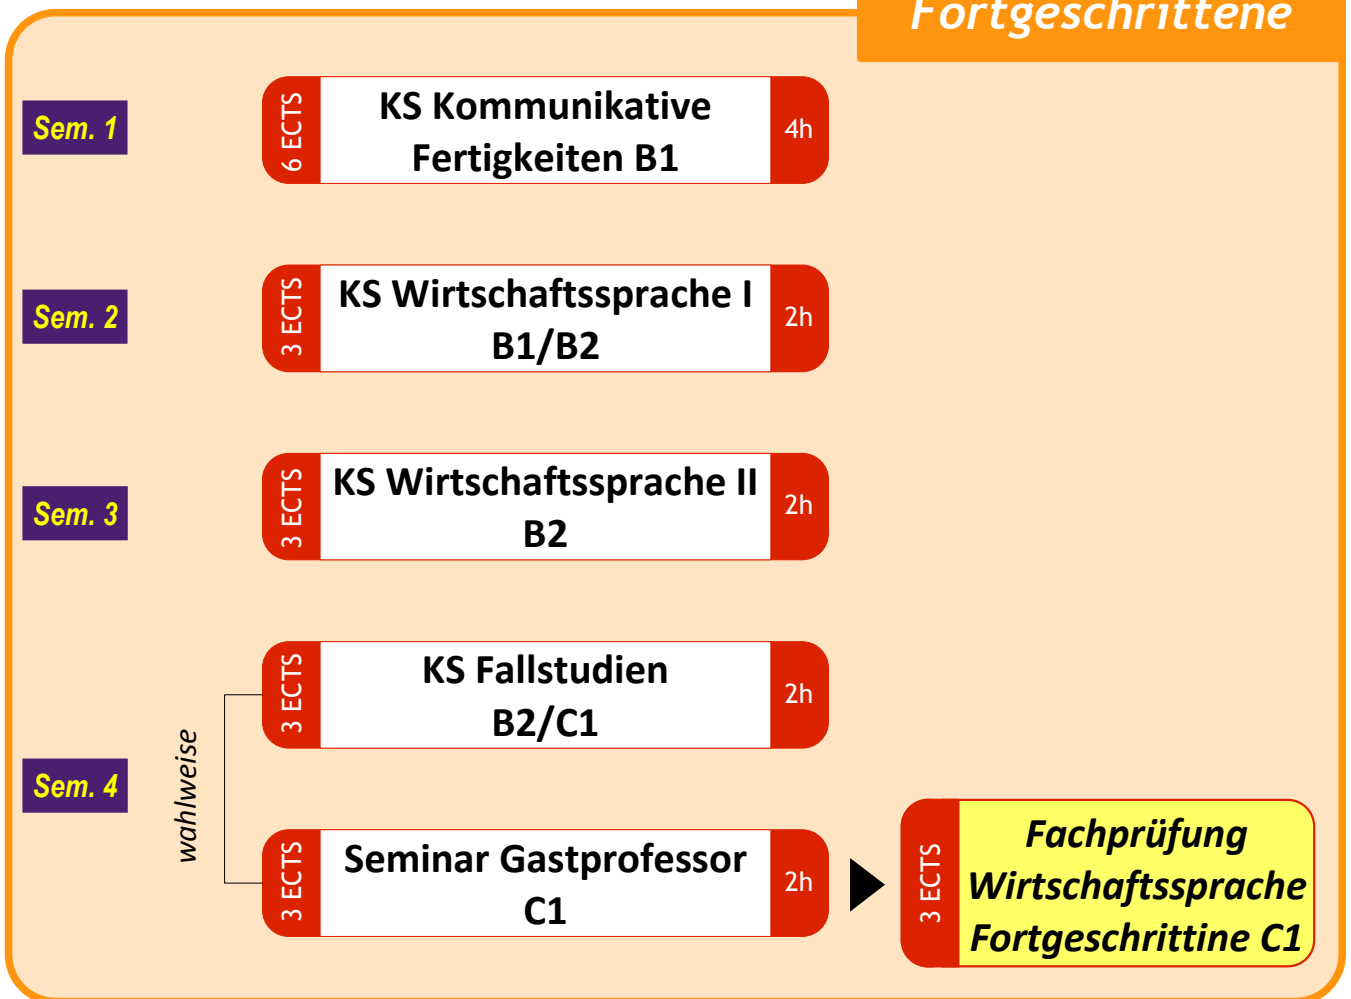 Fortgeschrittene
Sem. 1
6 ECTS
KS Kommunikative
Fertigkeiten B1
4h
Sem. 2
3 ECTS
KS Wirtschaftssprache I
B1/B2
2h
Sem. 3
3 ECTS
KS Wirtschaftssprache II
B2
2h
Sem. 4
wahlweise
3 ECTS
KS Fallstudien
B2/C1
2h
3 ECTS
Seminar Gastprofessor
C1
2h
3 ECTS
Fachprüfung
Wirtschaftssprache
Fortgeschrittine C1